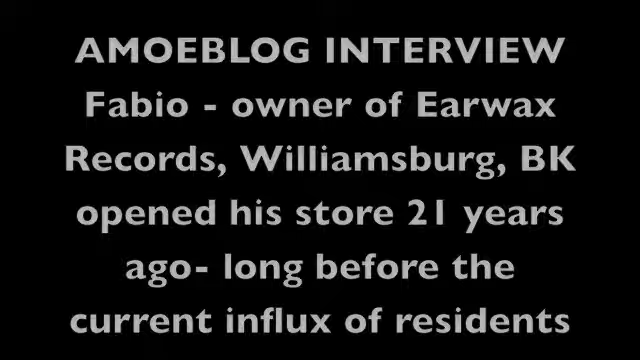 AMOEBLOG INTERVIEW
Fabio - owner of Earwax
Records, Williamsburg, BK
opened his store 21 years
ago- long before the
current influx of residents